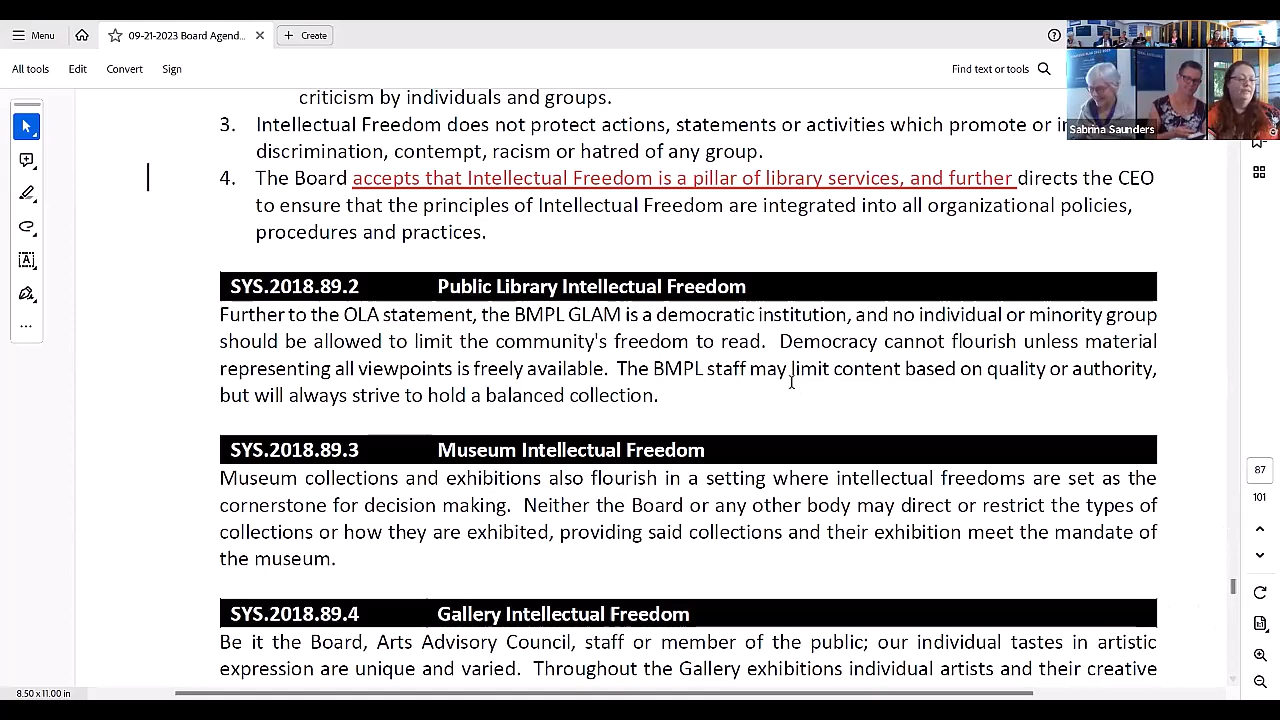 Menu
09-21-2023 Board Agend...
Create
All tools
Edit
Convert
Sign
Find text or tools
Sabrina Saunders
criticism by individuals and groups.
3. Intellectual Freedom does not protect actions, statements or activities which promote or in
discrimination, contempt, racism or hatred of any group.
4. The Board accepts that Intellectual Freedom is a pillar of library services, and further directs the CEO
to ensure that the principles of Intellectual Freedom are integrated into all organizational policies,
procedures and practices.
SYS.2018.89.2 Public Library Intellectual Freedom
Further to the OLA statement, the BMPL GLAM is a democratic institution, and no individual or minority group
should be allowed to limit the community's freedom to read. Democracy cannot flourish unless material
representing all viewpoints is freely available. The BMPL staff may limit content based on quality or authority,
but will always strive to hold a balanced collection.
SYS.2018.89.3 Museum Intellectual Freedom
Museum collections and exhibitions also flourish in a setting where intellectual freedoms are set as the
cornerstone for decision making. Neither the Board or any other body may direct or restrict the types of
collections or how they are exhibited, providing said collections and their exhibition meet the mandate of
the museum.
SYS.2018.89.4 Gallery Intellectual Freedom
Be it the Board, Arts Advisory Council, staff or member of the public; our individual tastes in artistic
expression are unique and varied. Throughout the Gallery exhibitions individual artists and their creative
87
101
8.50 x 11.00 in